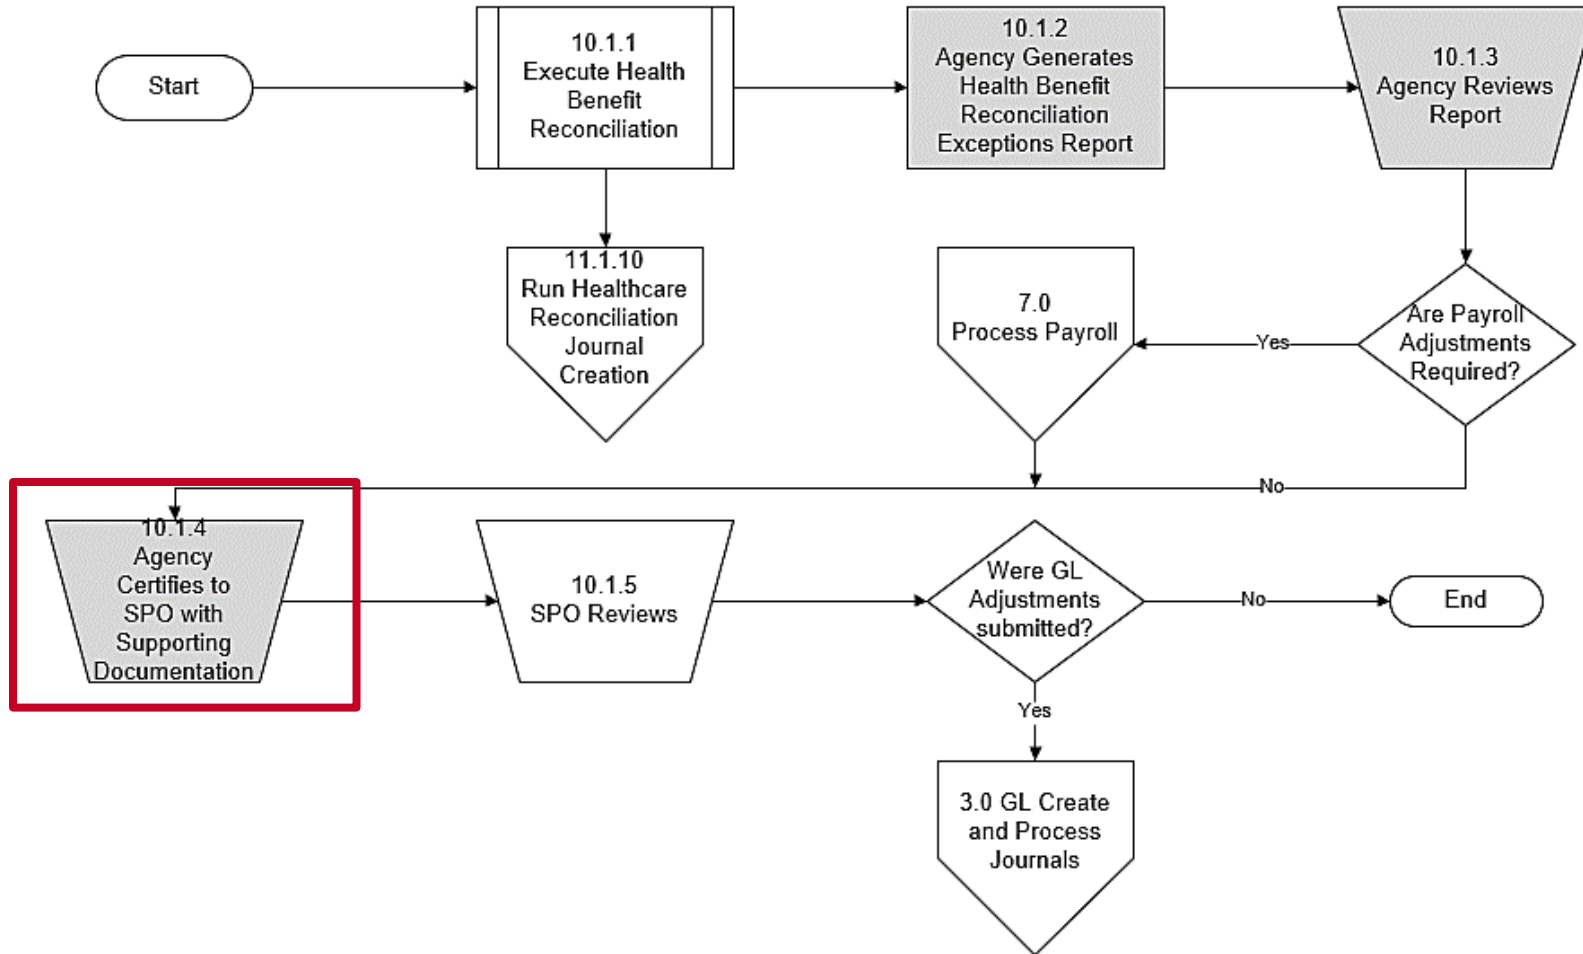 Start
10.1.1
Execute Health
Benefit
Reconciliation
10.1.2
Agency Generates
Health Benefit
Reconciliation
Exceptions Report
10.1.3
Agency Reviews
Report
11.1.10
Run Healthcare
Reconciliation
Journal
Creation
7.0
Process Payroll
Yes
Are Payroll
Adjustments
Required?
No
10.1.4
Agency
Certifies to
SPO with
Supporting
Documentation
10.1.5
SPO Reviews
Were GL
Adjustments
submitted?
No
End
Yes
3.0 GL Create
and Process
Journals